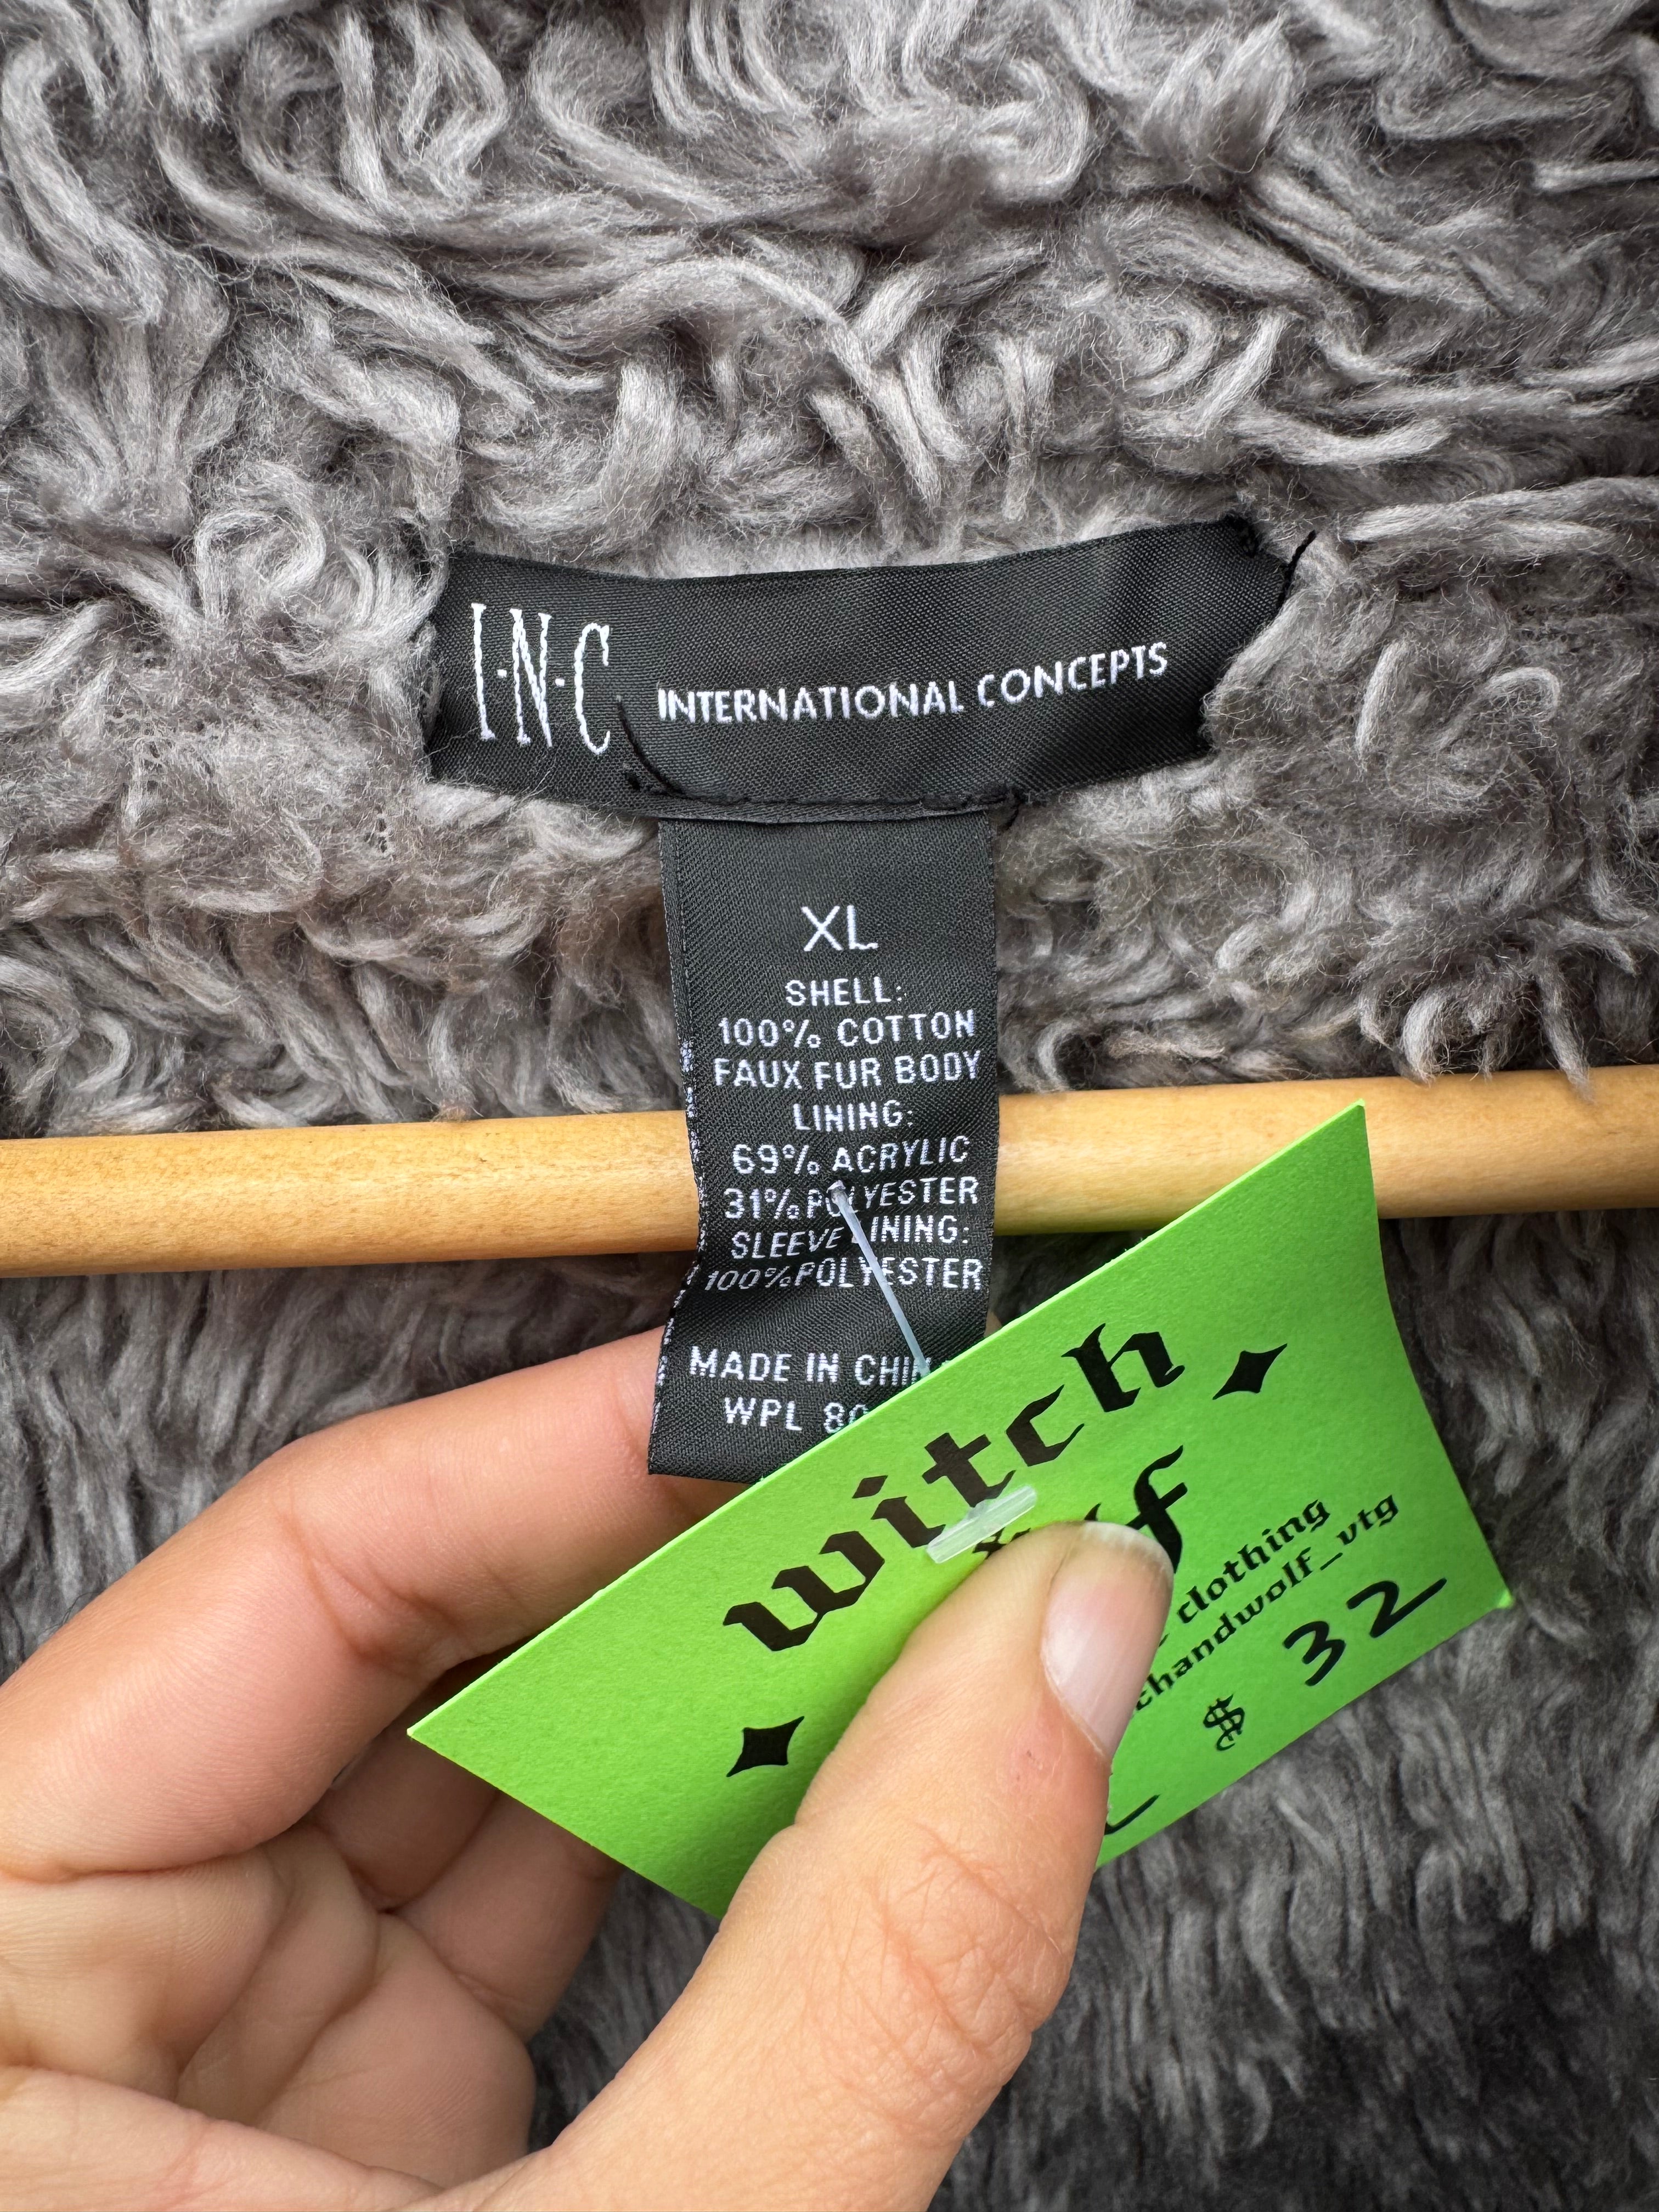 I·N·C INTERNATIONAL CONCEPTS
XL
SHELL:
100% COTTON
FAUX FUR BODY
LINING:
69% ACRYLIC
31% POLYESTER
SLEEVE LINING:
100% POLYESTER
MADE IN
WPL
witch
clothing
$ 32